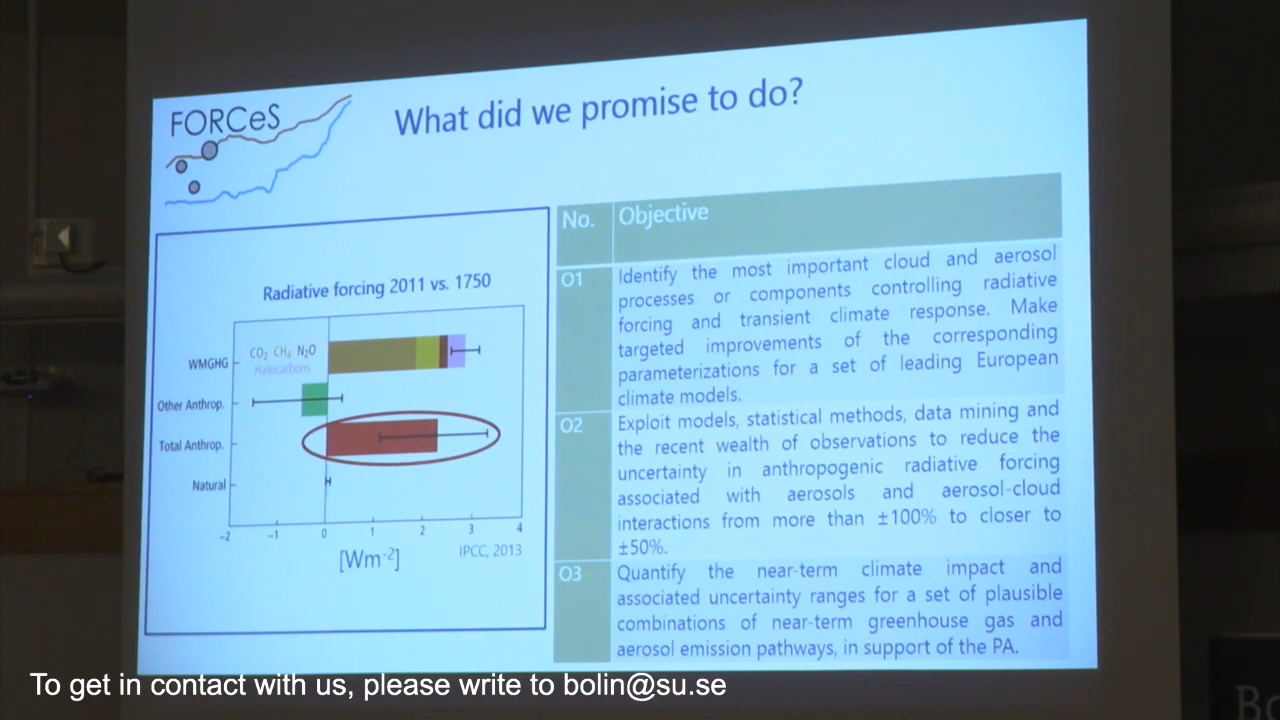 FORCeS
What did we promise to do?
Radiative forcing 2011 vs. 1750
WMGHG
CO₂ CH₄ N₂O
Halocarbons
Other Anthrop.
Total Anthrop.
Natural
-2 -1 0 1 2 3 4
[Wm⁻²]
IPCC, 2013
No. Objective
O1 Identify the most important cloud and aerosol
processes or components controlling radiative
forcing and transient climate response. Make
targeted improvements of the corresponding
parameterizations for a set of leading European
climate models.
O2 Exploit models, statistical methods, data mining and
the recent wealth of observations to reduce the
uncertainty in anthropogenic radiative forcing
associated with aerosols and aerosol-cloud
interactions from more than ±100% to closer to
±50%.
O3 Quantify the near-term climate impact and
associated uncertainty ranges for a set of plausible
combinations of near-term greenhouse gas and
aerosol emission pathways, in support of the PA.
To get in contact with us, please write to bolin@su.se